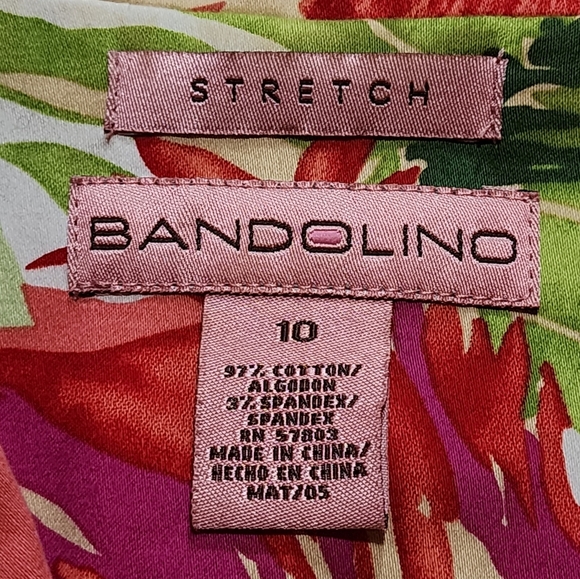 STRETCH
BANDOLINO
10
97% COTTON/
ALGODON
3% SPANDEX/
SPANDEX
RN 57803
MADE IN CHINA/
HECHO EN CHINA
MAT/05